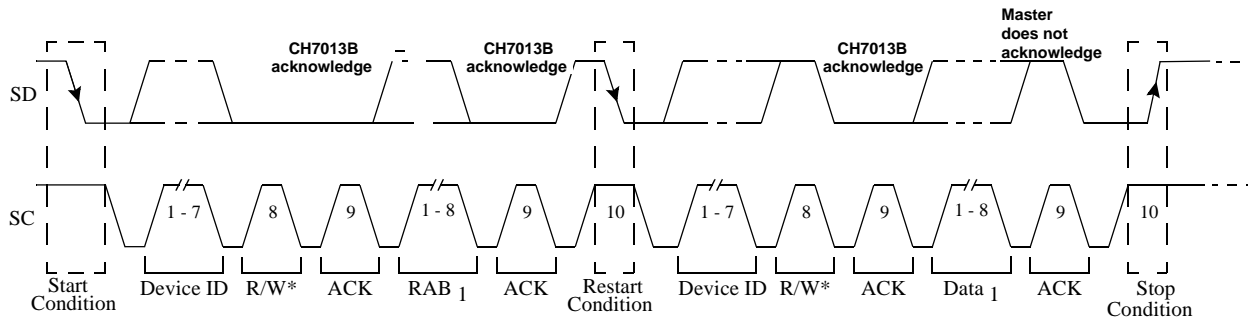 Master
does not
acknowledge
CH7013B
acknowledge
CH7013B
acknowledge
CH7013B
acknowledge
SD
SC
1 - 7
8
9
1 - 8
9
10
1 - 7
8
9
1 - 8
9
10
Start
Condition
Device ID
R/W*
ACK
RAB 1
ACK
Restart
Condition
Device ID
R/W*
ACK
Data 1
ACK
Stop
Condition